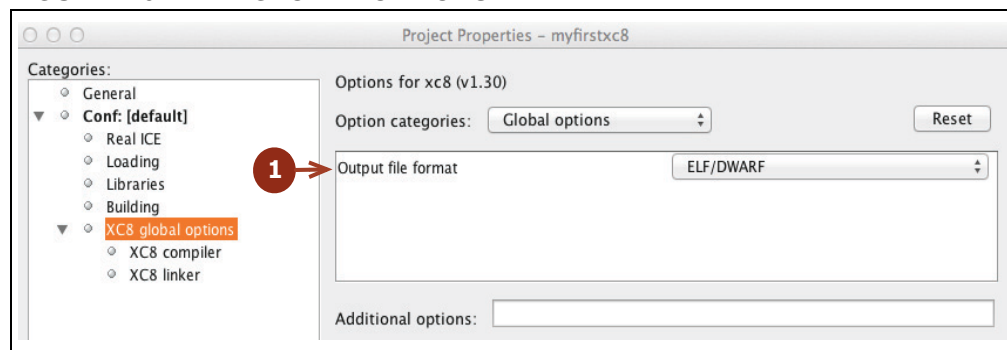 Project Properties – myfirstxc8
Categories:
General
Conf: [default]
Real ICE
Loading
Libraries
Building
XC8 global options
XC8 compiler
XC8 linker
Options for xc8 (v1.30)
Option categories: Global options
Reset
1
Output file format ELF/DWARF
Additional options: